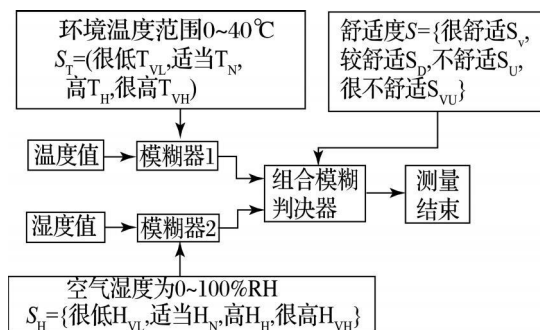 环境温度范围0~40℃
S_T=(很低T_VL,适当T_N,
高T_H,很高T_VH)
舒适度S={很舒适S_v,
较舒适S_D,不舒适S_U,
很不舒适S_VU}
温度值
模糊器1
组合模糊
判决器
测量
结束
湿度值
模糊器2
空气湿度为0~100%RH
S_H={很低H_VL,适当H_N,高H_H,很高H_VH}